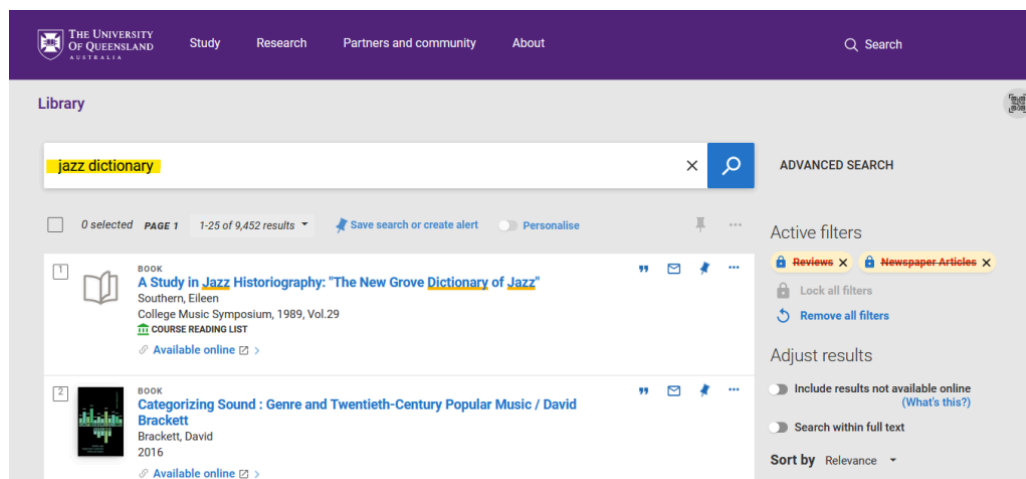 THE UNIVERSITY
OF QUEENSLAND
AUSTRALIA
Study Research Partners and community About Search
Library
jazz dictionary
ADVANCED SEARCH
0 selected PAGE 1 1-25 of 9,452 results Save search or create alert Personalise
1
BOOK
A Study in Jazz Historiography: "The New Grove Dictionary of Jazz"
Southern, Eileen
College Music Symposium, 1989, Vol.29
COURSE READING LIST
Available online
2
BOOK
Categorizing Sound : Genre and Twentieth-Century Popular Music / David
Brackett
Brackett, David
2016
Available online
Active filters
Reviews Newspaper Articles
Lock all filters
Remove all filters
Adjust results
Include results not available online
(What's this?)
Search within full text
Sort by Relevance